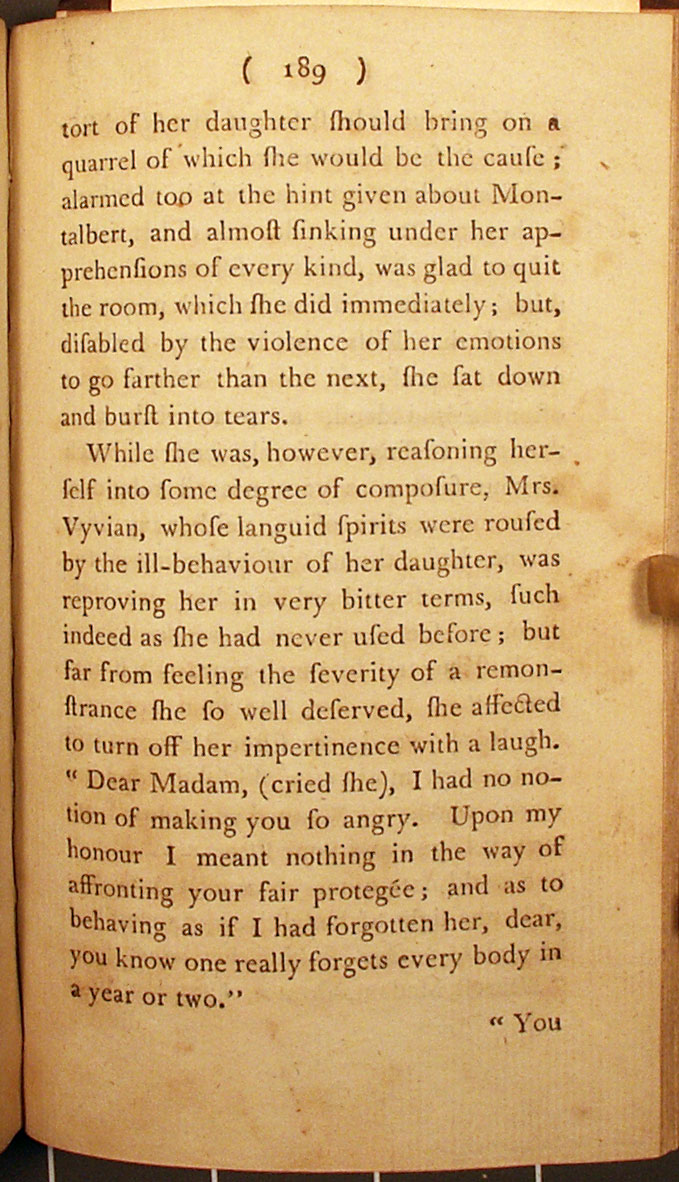 ( 189 )
tort of her daughter ſhould bring on a
quarrel of which ſhe would be the cauſe ;
alarmed too at the hint given about Mon-
talbert, and almoſt ſinking under her ap-
prehenſions of every kind, was glad to quit
the room, which ſhe did immediately; but,
diſabled by the violence of her emotions
to go farther than the next, ſhe ſat down
and burſt into tears.
While ſhe was, however, reaſoning her-
ſelf into ſome degree of compoſure, Mrs.
Vyvian, whoſe languid ſpirits were rouſed
by the ill-behaviour of her daughter, was
reproving her in very bitter terms, ſuch
indeed as ſhe had never uſed before ; but
far from feeling the ſeverity of a remon-
ſtrance ſhe ſo well deſerved, ſhe affected
to turn off her impertinence with a laugh.
“ Dear Madam, (cried ſhe), I had no no-
tion of making you ſo angry. Upon my
honour I meant nothing in the way of
affronting your fair protegée ; and as to
behaving as if I had forgotten her, dear,
you know one really forgets every body in
a year or two.”
“ You